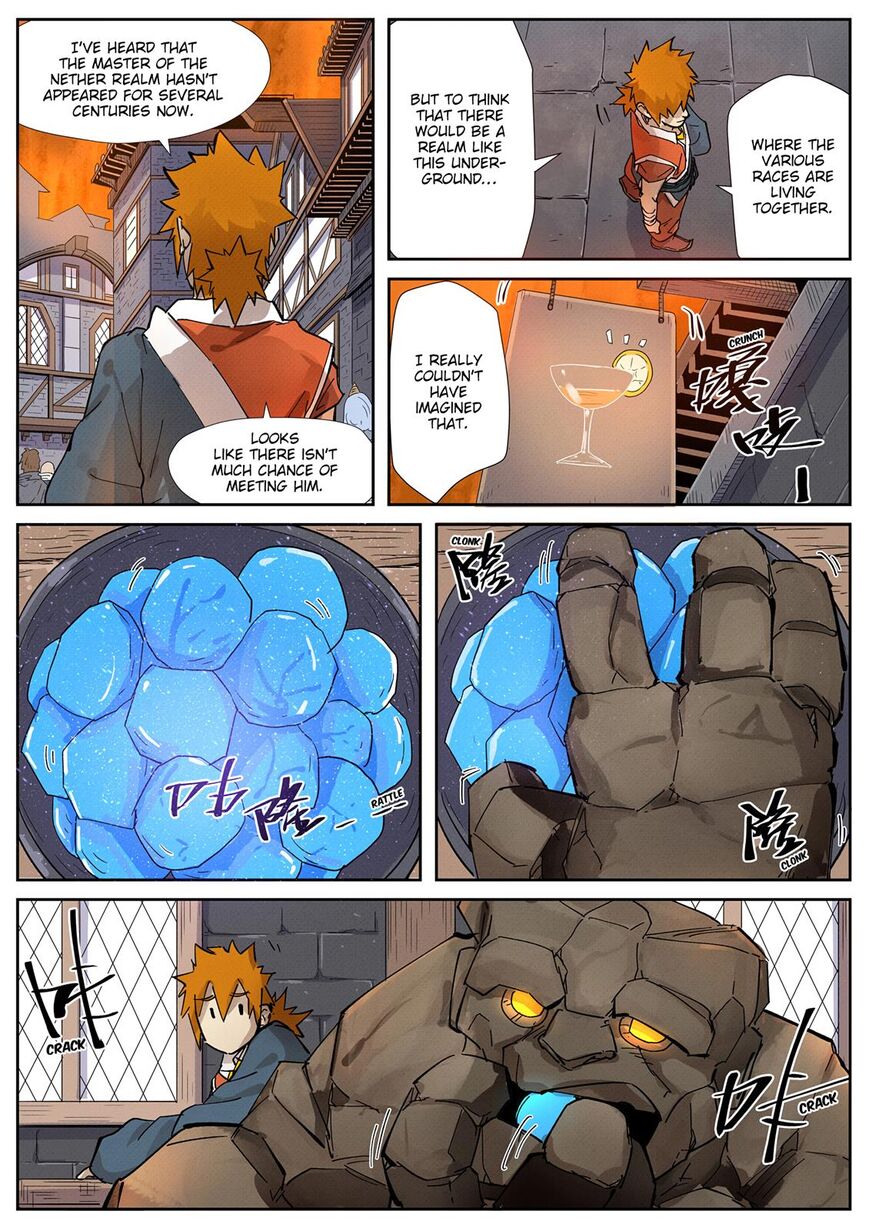 I'VE HEARD THAT
THE MASTER OF THE
NETHER REALM HASN'T
APPEARED FOR SEVERAL
CENTURIES NOW.
LOOKS
LIKE THERE ISN'T
MUCH CHANCE OF
MEETING HIM.
BUT TO THINK
THAT THERE
WOULD BE A
REALM LIKE
THIS UNDER-
GROUND...
WHERE THE
VARIOUS
RACES ARE
LIVING
TOGETHER.
I REALLY
COULDN'T
HAVE
IMAGINED
THAT.
CRUNCH
RATTLE
CLONK
CLONK
CRACK
CRACK